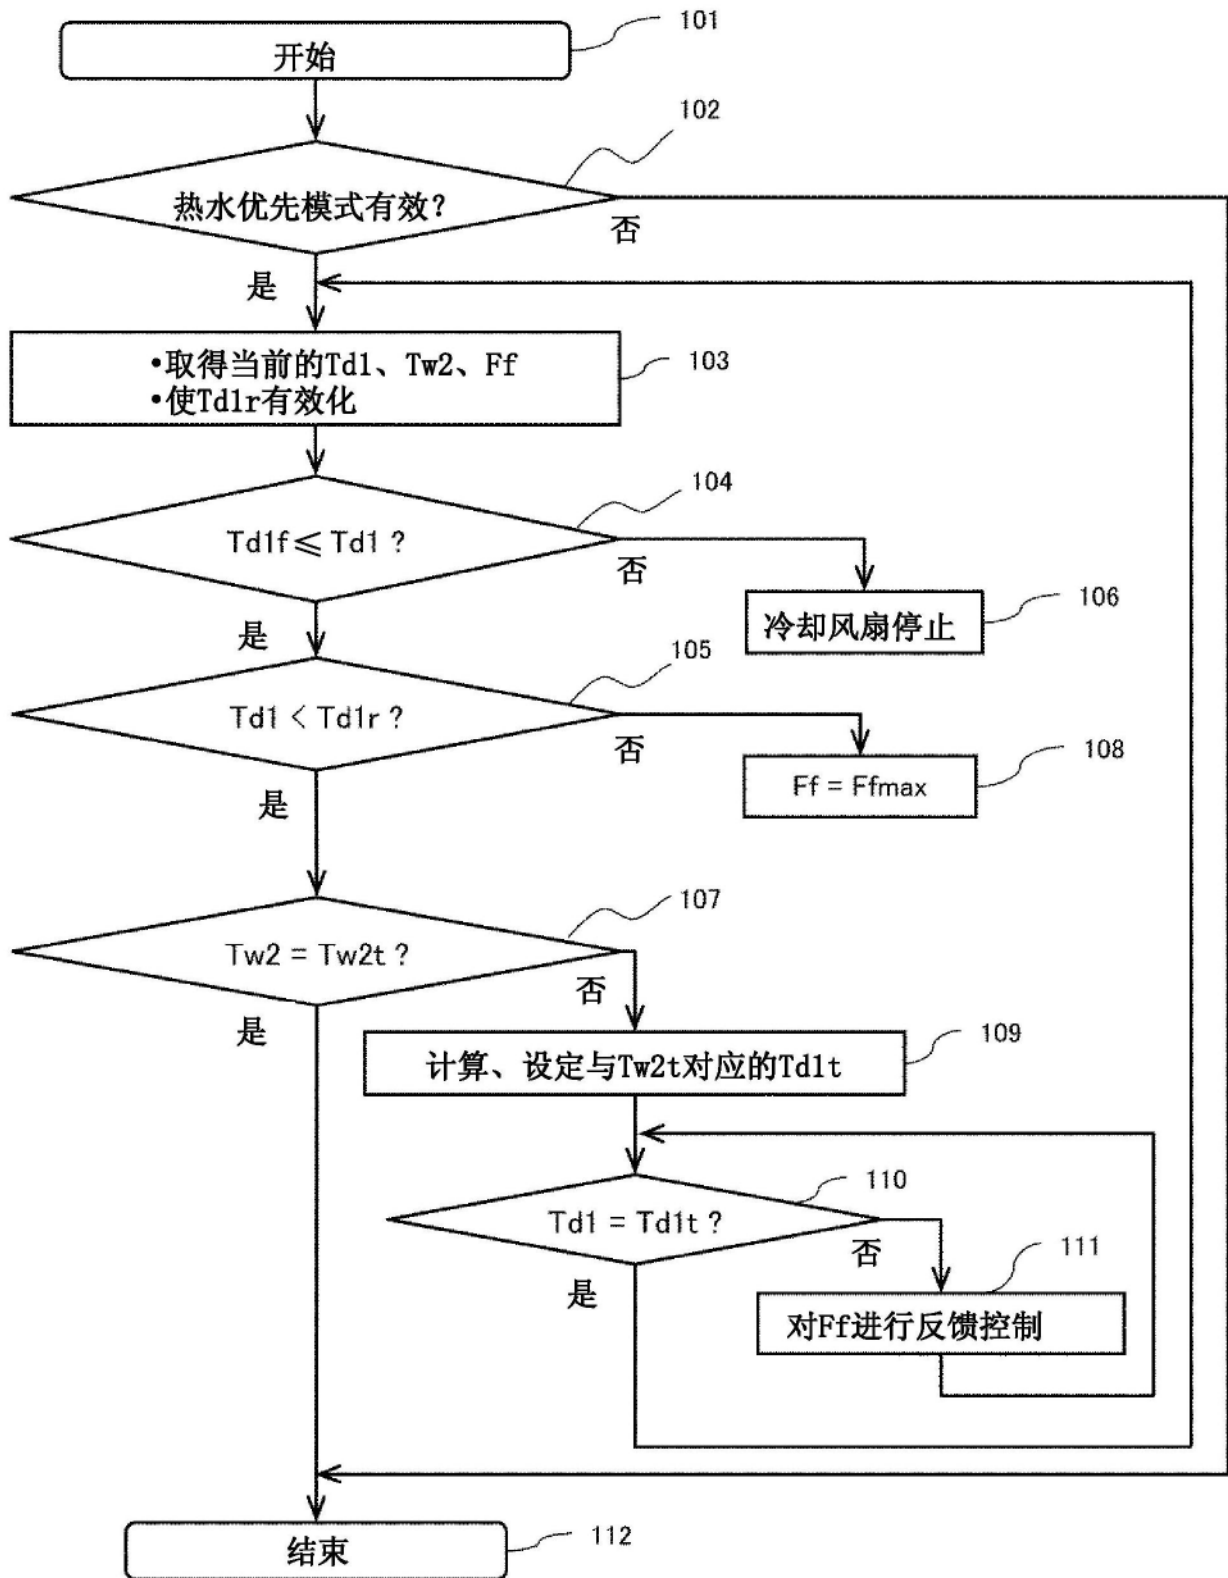 101
开始
102
热水优先模式有效?
否
是
•取得当前的Td1、Tw2、Ff
•使Td1r有效化
103
104
Td1f≤Td1?
否
是
冷却风扇停止
106
105
Td1 < Td1r?
否
是
Ff = Ffmax
108
107
Tw2 = Tw2t?
否
是
计算、设定与Tw2t对应的Td1t
109
110
Td1 = Td1t?
否
是
111
对Ff进行反馈控制
结束
112